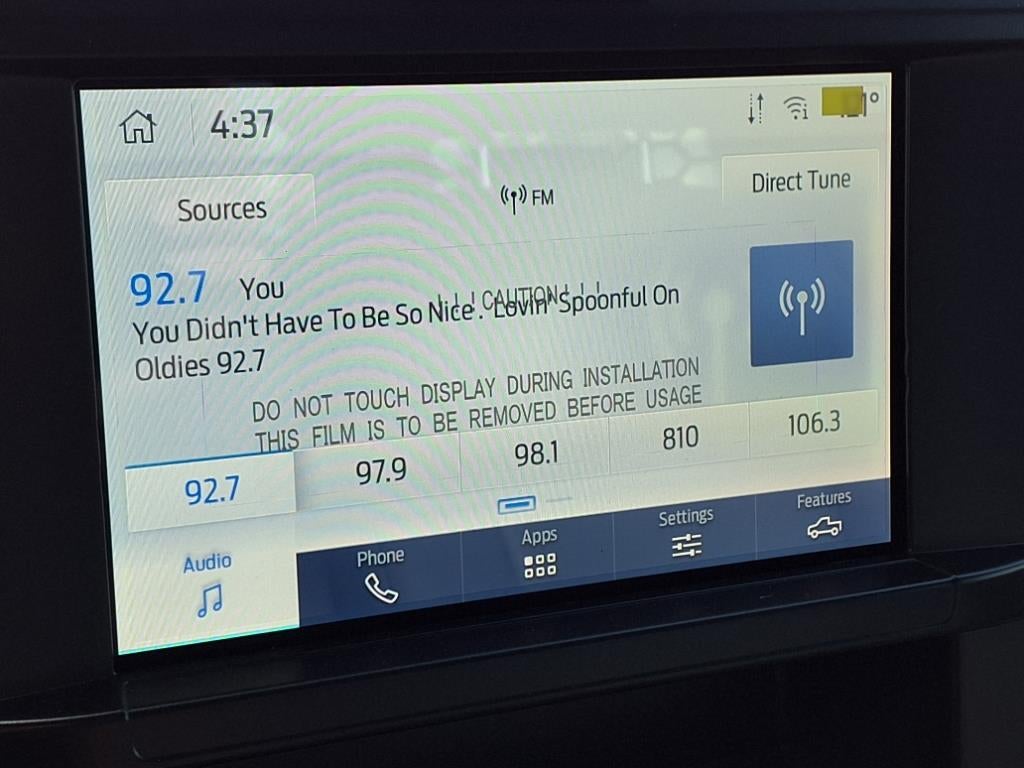 4:37
Sources
FM
Direct Tune
92.7 You
! ! ! CAUTION ! ! !
You Didn't Have To Be So Nice . Lovin' Spoonful On
Oldies 92.7
DO NOT TOUCH DISPLAY DURING INSTALLATION
THIS FILM IS TO BE REMOVED BEFORE USAGE
92.7 97.9 98.1 810 106.3
Audio Phone Apps Settings Features